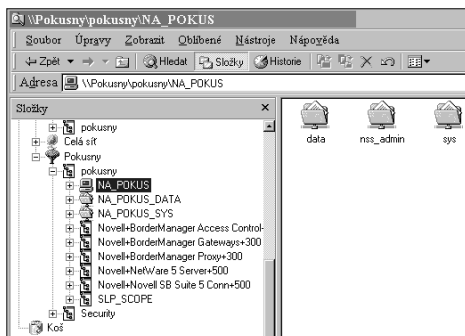 \\Pokusny\pokusny\NA_POKUS
Soubor Úpravy Zobrazit Oblíbené Nástroje Nápověda
Zpět Hledat Složky Historie
Adresa \\Pokusny\pokusny\NA_POKUS
Složky
pokusny
Celá síť
Pokusny
pokusny
NA_POKUS
NA_POKUS_DATA
NA_POKUS_SYS
Novell+BorderManager Access Control-
Novell+BorderManager Gateways+300
Novell+BorderManager Proxy+300
Novell+NetWare 5 Server+500
Novell+Novell SB Suite 5 Conn+500
SLP_SCOPE
Security
Koš
data nss_admin sys